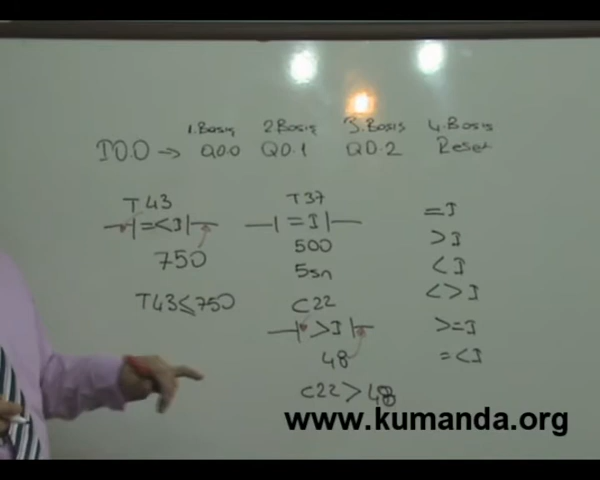 1.Basış 2.Basış 3.Basış 4.Basış
I0.0 → Q0.0 Q0.1 Q0.2 Reset
T43
=<I
750
T43≤750
T37
=I
500
5sn
C22
>I
48
C22>48
=I
>I
<I
<>I
>=I
=<I
www.kumanda.org